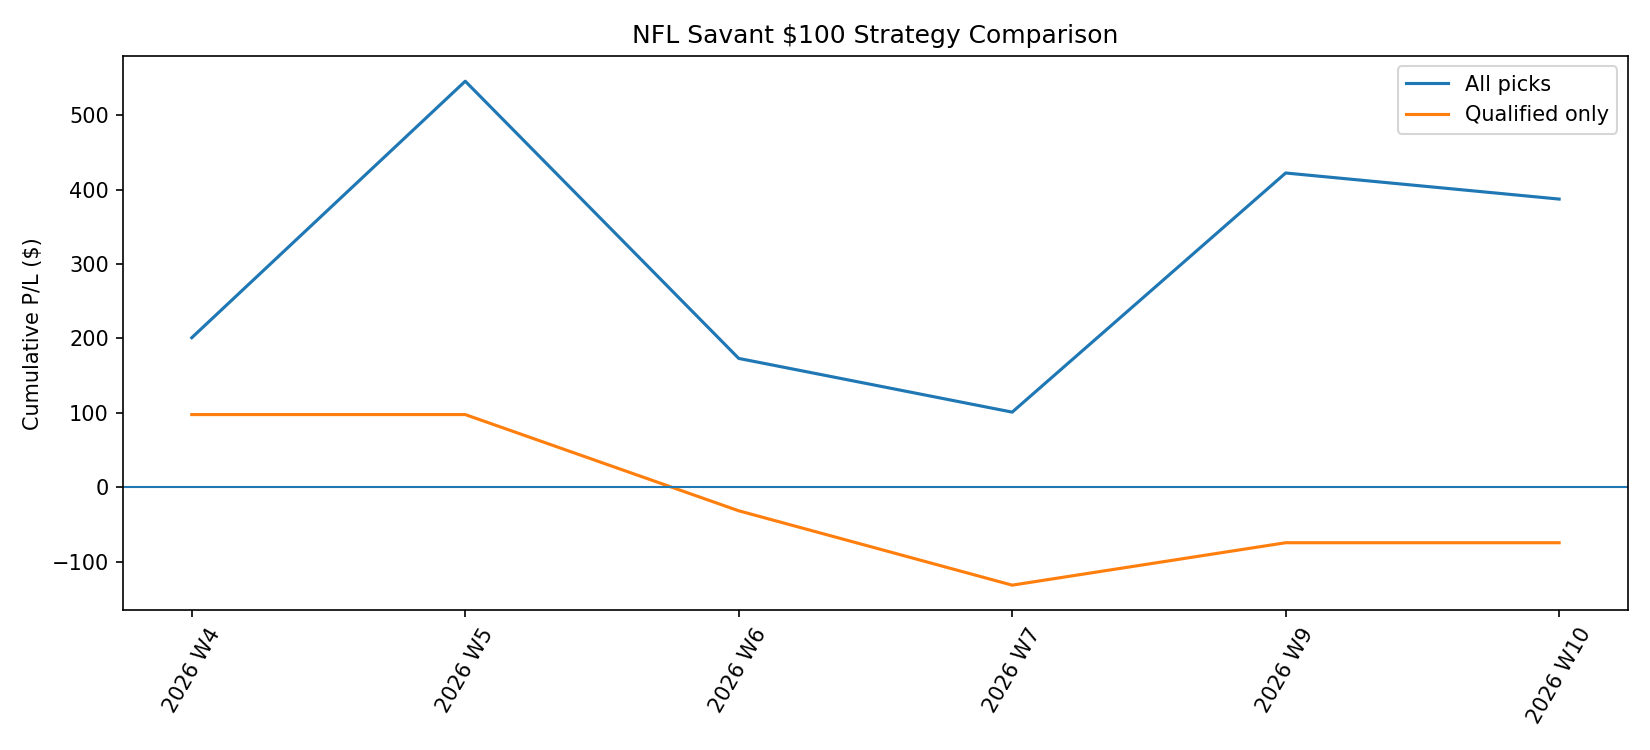 NFL Savant $100 Strategy Comparison
All picks
Qualified only
Cumulative P/L ($)
500
400
300
200
100
0
−100
2026 W4
2026 W5
2026 W6
2026 W7
2026 W9
2026 W10